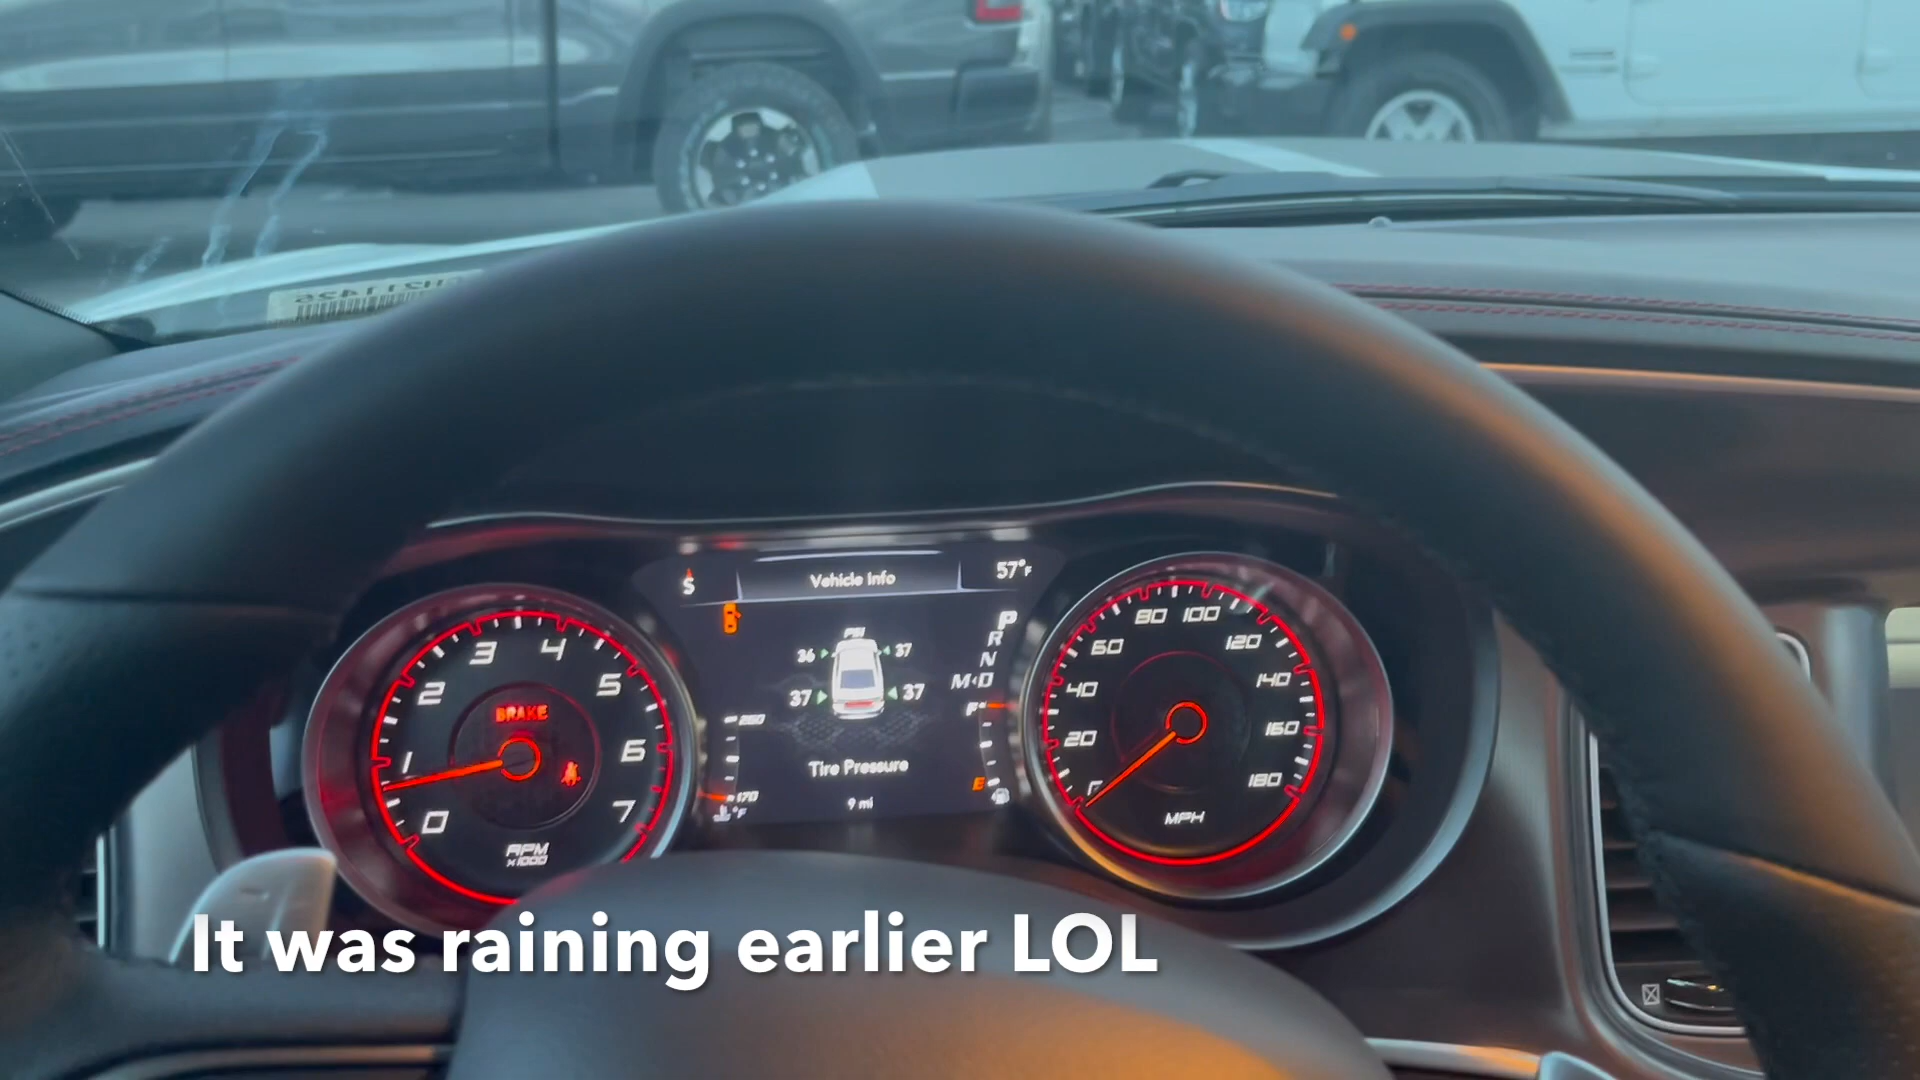 S
Vehicle Info
57°F
PSI
36
37
37
37
P
R
N
M‹D
260
170
°F
F
E
Tire Pressure
9 mi
BRAKE
0
1
2
3
4
5
6
7
RPM
x1000
20
40
60
80
100
120
140
160
180
MPH
It was raining earlier LOL